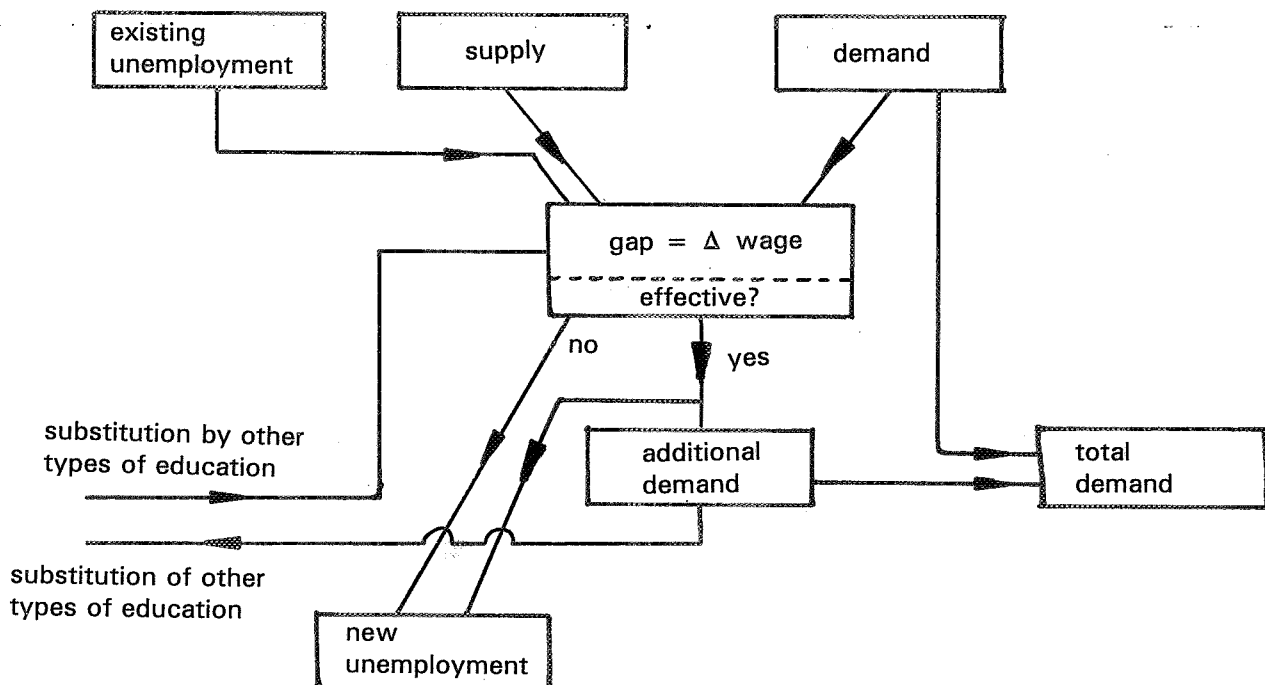 existing
unemployment
supply
demand
gap = Δ wage
effective?
no
yes
substitution by other
types of education
additional
demand
total
demand
substitution of other
types of education
new
unemployment